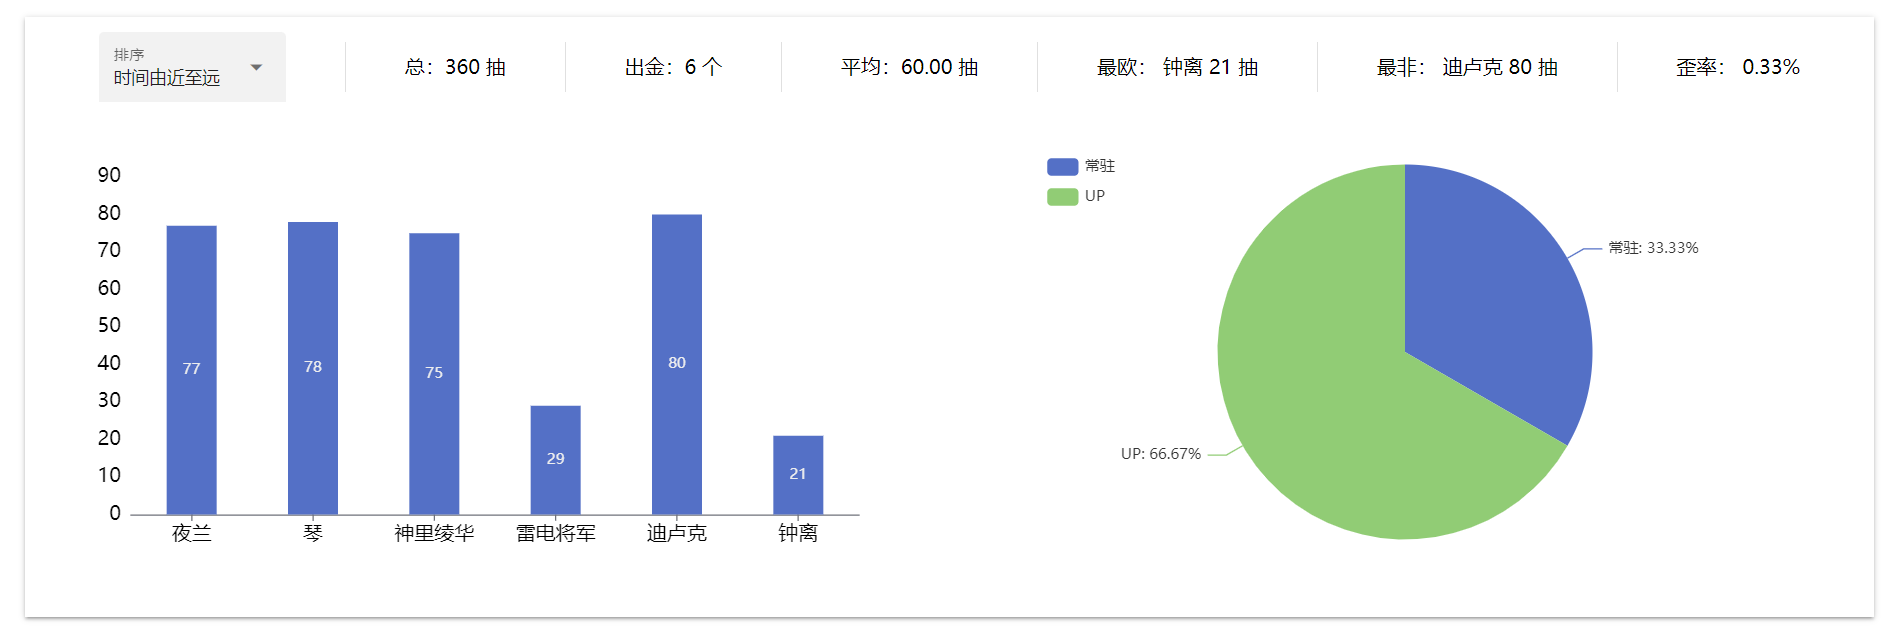 排序
时间由近至远
总：360 抽
出金：6 个
平均：60.00 抽
最欧： 钟离 21 抽
最非： 迪卢克 80 抽
歪率： 0.33%
90
80
70
60
50
40
30
20
10
0
77
78
75
29
80
21
夜兰
琴
神里绫华
雷电将军
迪卢克
钟离
常驻
UP
常驻: 33.33%
UP: 66.67%